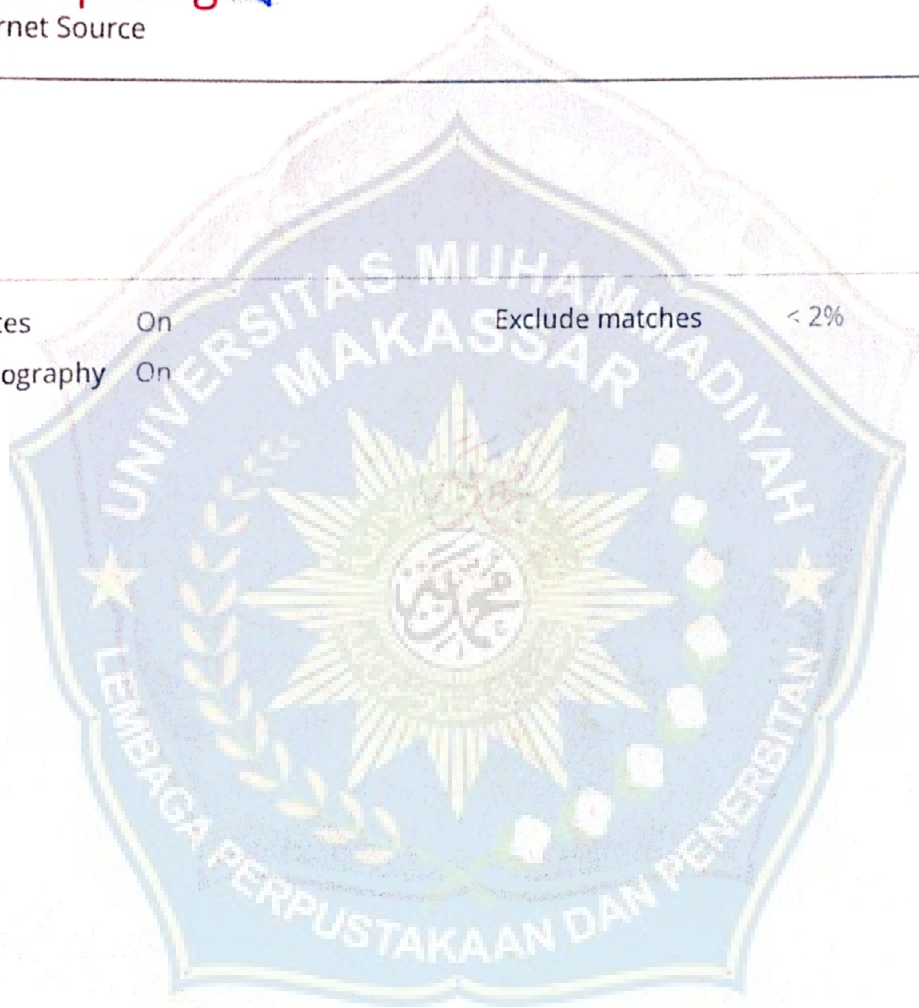 rnet Source
UNIVERSITAS MUHAMMADIYAH
MAKASSAR
tes On Exclude matches < 2%
ography On
LEMBAGA PERPUSTAKAAN DAN PENERBITAN